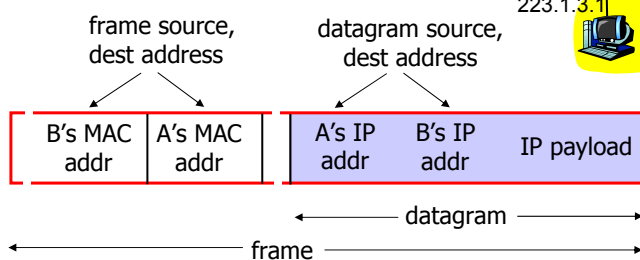 223.1.3.1
frame source,
dest address
datagram source,
dest address
B's MAC
addr
A's MAC
addr
A's IP
addr
B's IP
addr
IP payload
datagram
frame